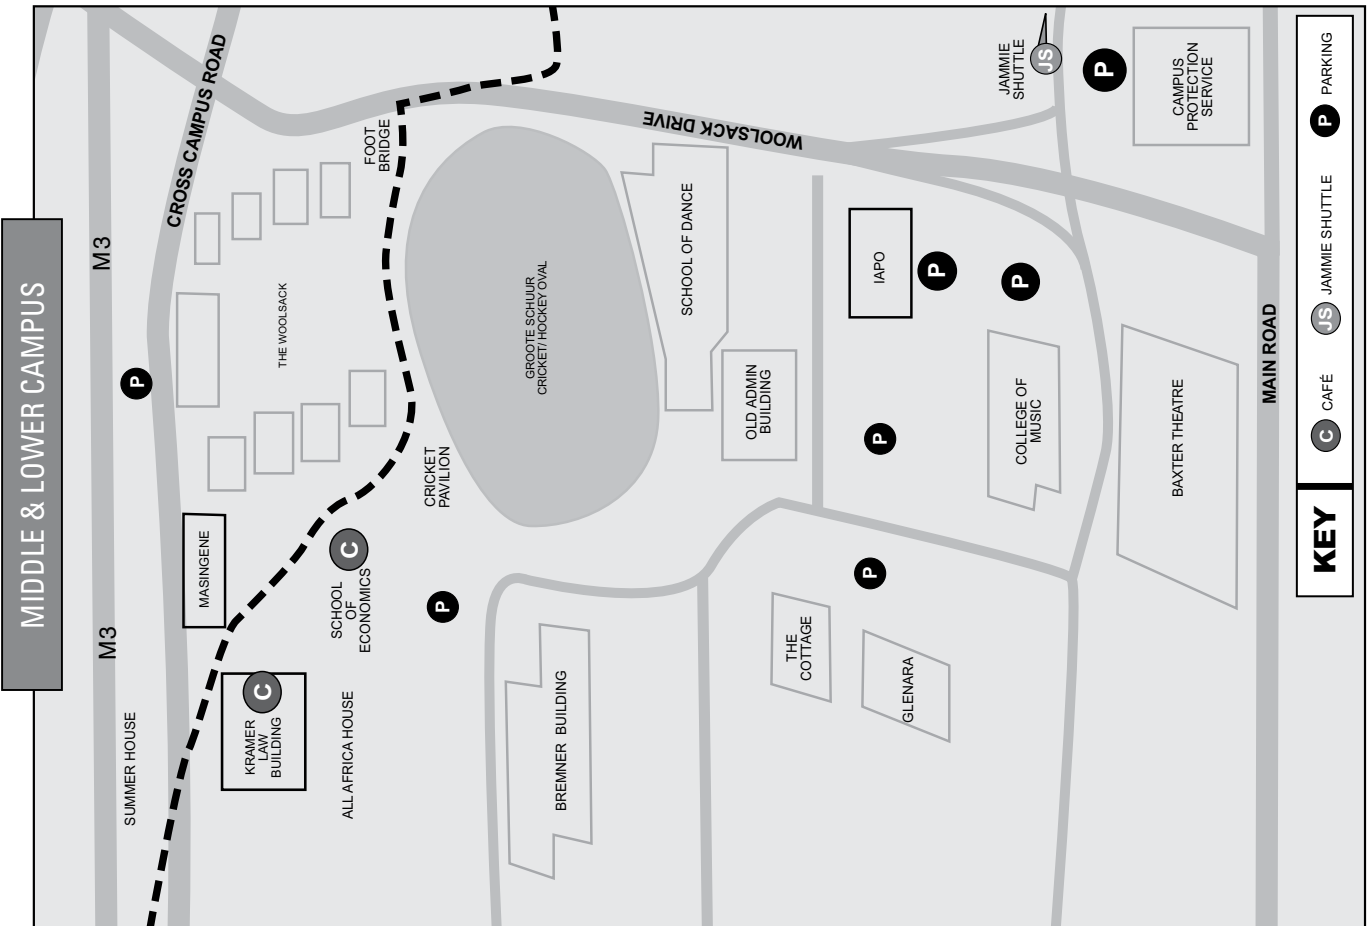 MIDDLE & LOWER CAMPUS
M3
M3
CROSS CAMPUS ROAD
SUMMER HOUSE
P
MASINGENE
THE WOOLSACK
KRAMER
LAW
BUILDING
C
ALL AFRICA HOUSE
SCHOOL
OF
ECONOMICS
C
FOOT
BRIDGE
CRICKET
PAVILION
P
GROOTE SCHUUR
CRICKET/ HOCKEY OVAL
BREMNER BUILDING
WOOLSACK DRIVE
SCHOOL OF DANCE
OLD ADMIN
BUILDING
THE
COTTAGE
P
GLENARA
P
IAPO
P
P
COLLEGE OF
MUSIC
JAMMIE
SHUTTLE
JS
P
CAMPUS
PROTECTION
SERVICE
BAXTER THEATRE
MAIN ROAD
KEY
C CAFÉ
JS JAMMIE SHUTTLE
P PARKING